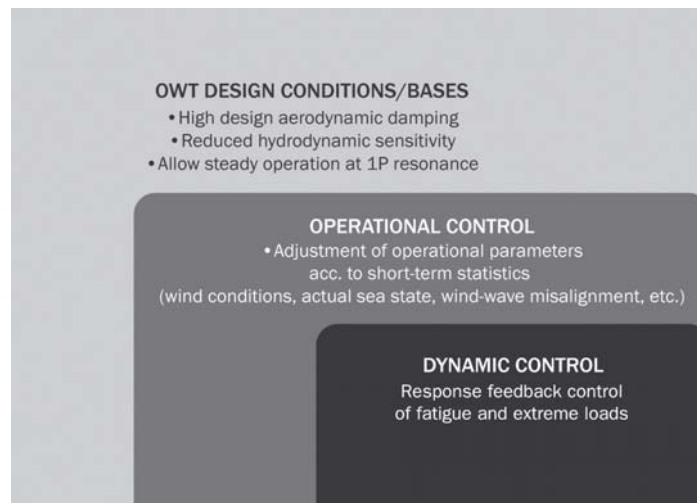 OWT DESIGN CONDITIONS/BASES
• High design aerodynamic damping
• Reduced hydrodynamic sensitivity
• Allow steady operation at 1P resonance
OPERATIONAL CONTROL
• Adjustment of operational parameters
acc. to short-term statistics
(wind conditions, actual sea state, wind-wave misalignment, etc.)
DYNAMIC CONTROL
Response feedback control
of fatigue and extreme loads